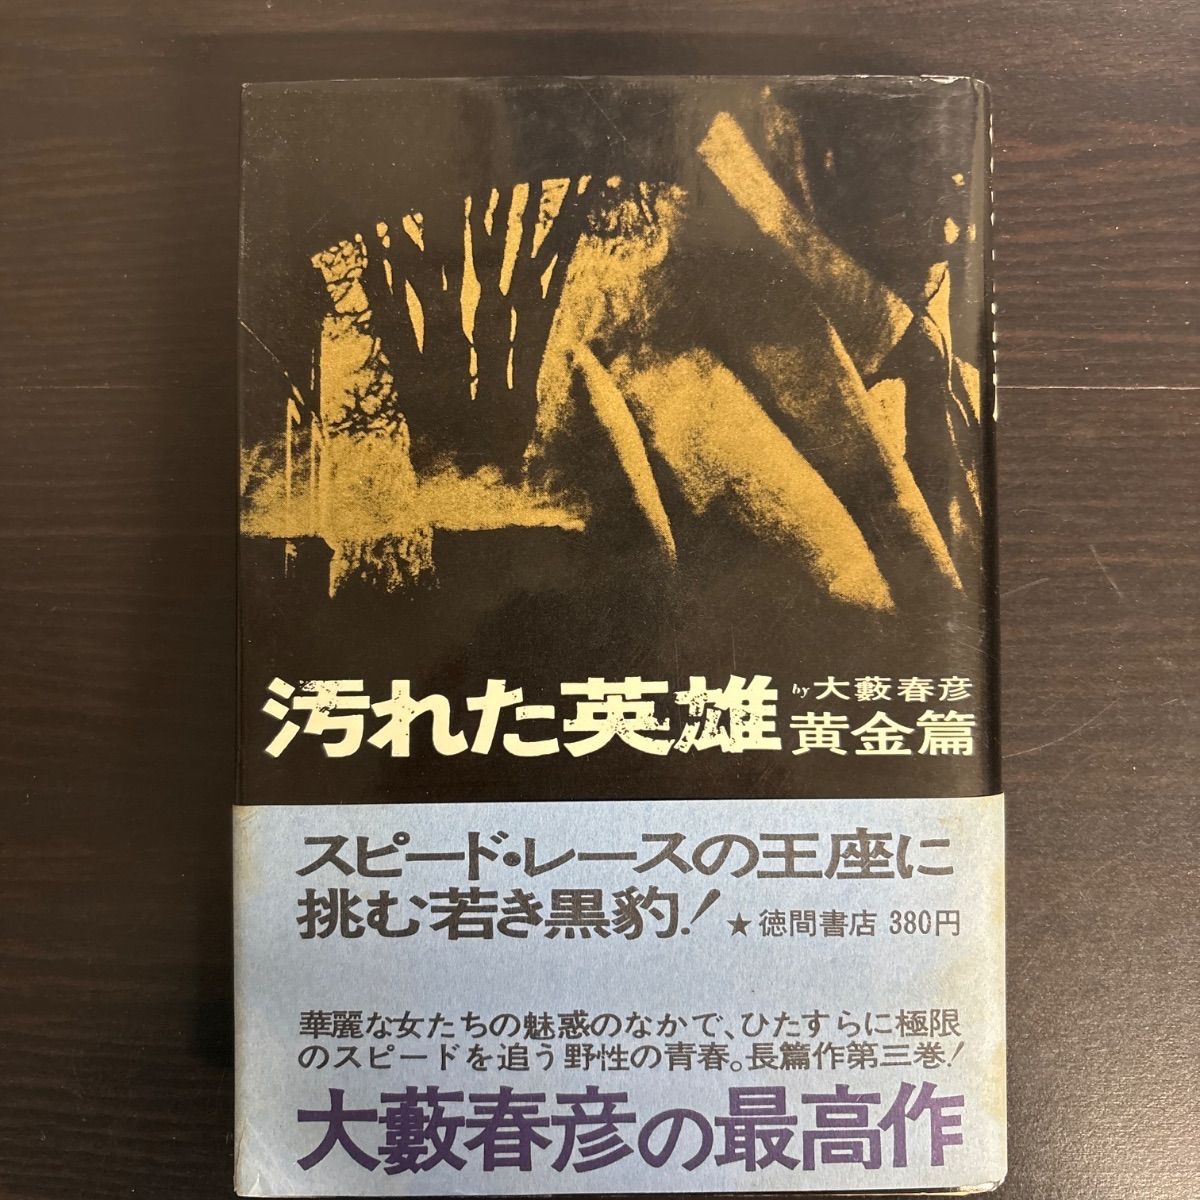 汚れた英雄 by 大藪春彦
黄金篇
スピード・レースの王座に
挑む若き黒豹! ★徳間書店 380円
華麗な女たちの魅惑のなかで、ひたすらに極限
のスピードを追う野性の青春。長篇作第三巻!
大藪春彦の最高作